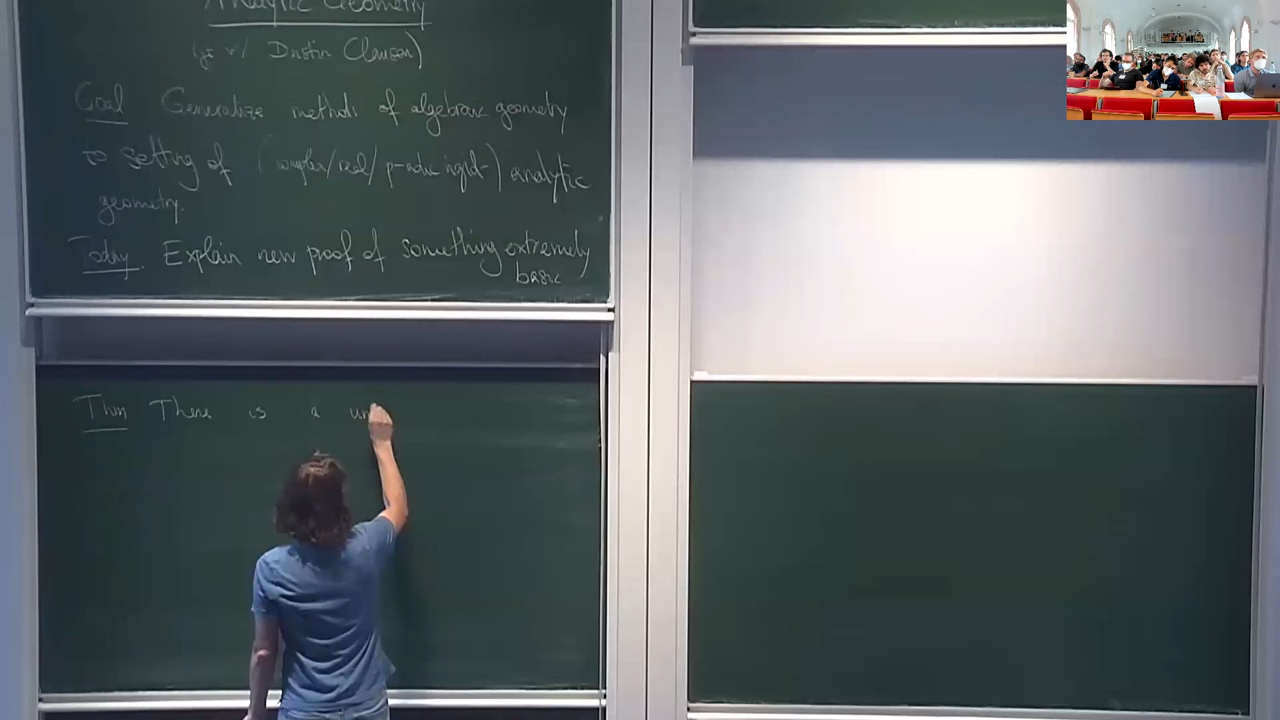 Analytic Geometry
(jt w/ Dustin Clausen)
Goal Generalize methods of algebraic geometry
to setting of (complex/real/p-adic rigid-) analytic
geometry.
Today. Explain new proof of something extremely
basic
Thm There is a un